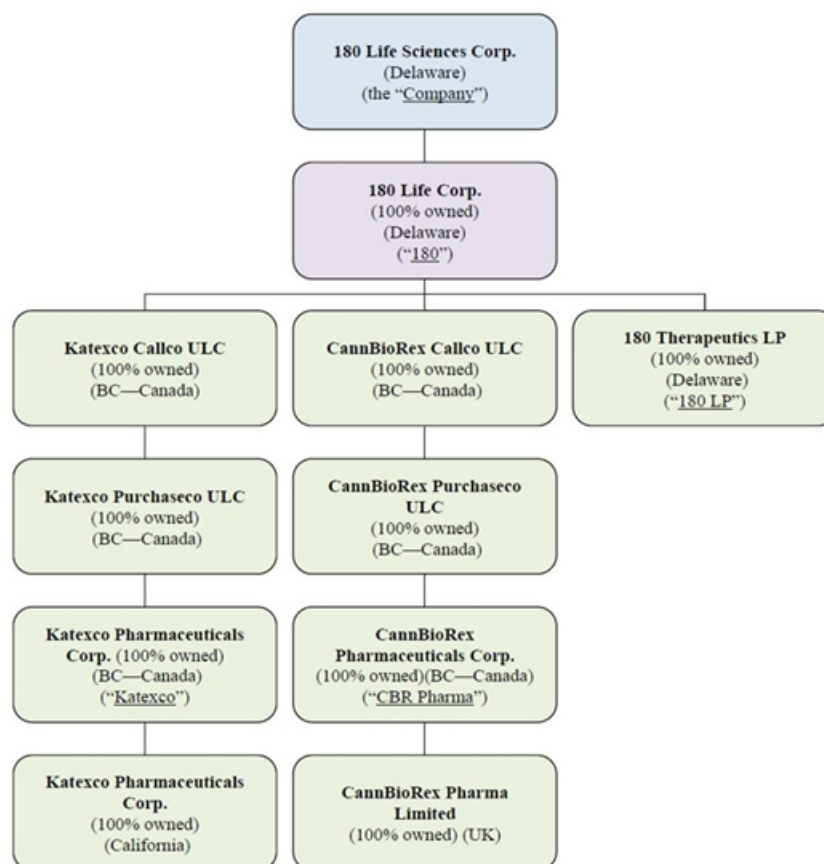 180 Life Sciences Corp.
(Delaware)
(the “Company”)
180 Life Corp.
(100% owned)
(Delaware)
(“180”)
Katexco Callco ULC
(100% owned)
(BC—Canada)
CannBioRex Callco ULC
(100% owned)
(BC—Canada)
180 Therapeutics LP
(100% owned)
(Delaware)
(“180 LP”)
Katexco Purchaseco ULC
(100% owned)
(BC—Canada)
CannBioRex Purchaseco
ULC
(100% owned)
(BC—Canada)
Katexco Pharmaceuticals
Corp. (100% owned)
(BC—Canada)
(“Katexco”)
CannBioRex
Pharmaceuticals Corp.
(100% owned)(BC—Canada)
(“CBR Pharma”)
Katexco Pharmaceuticals
Corp.
(100% owned)
(California)
CannBioRex Pharma
Limited
(100% owned) (UK)